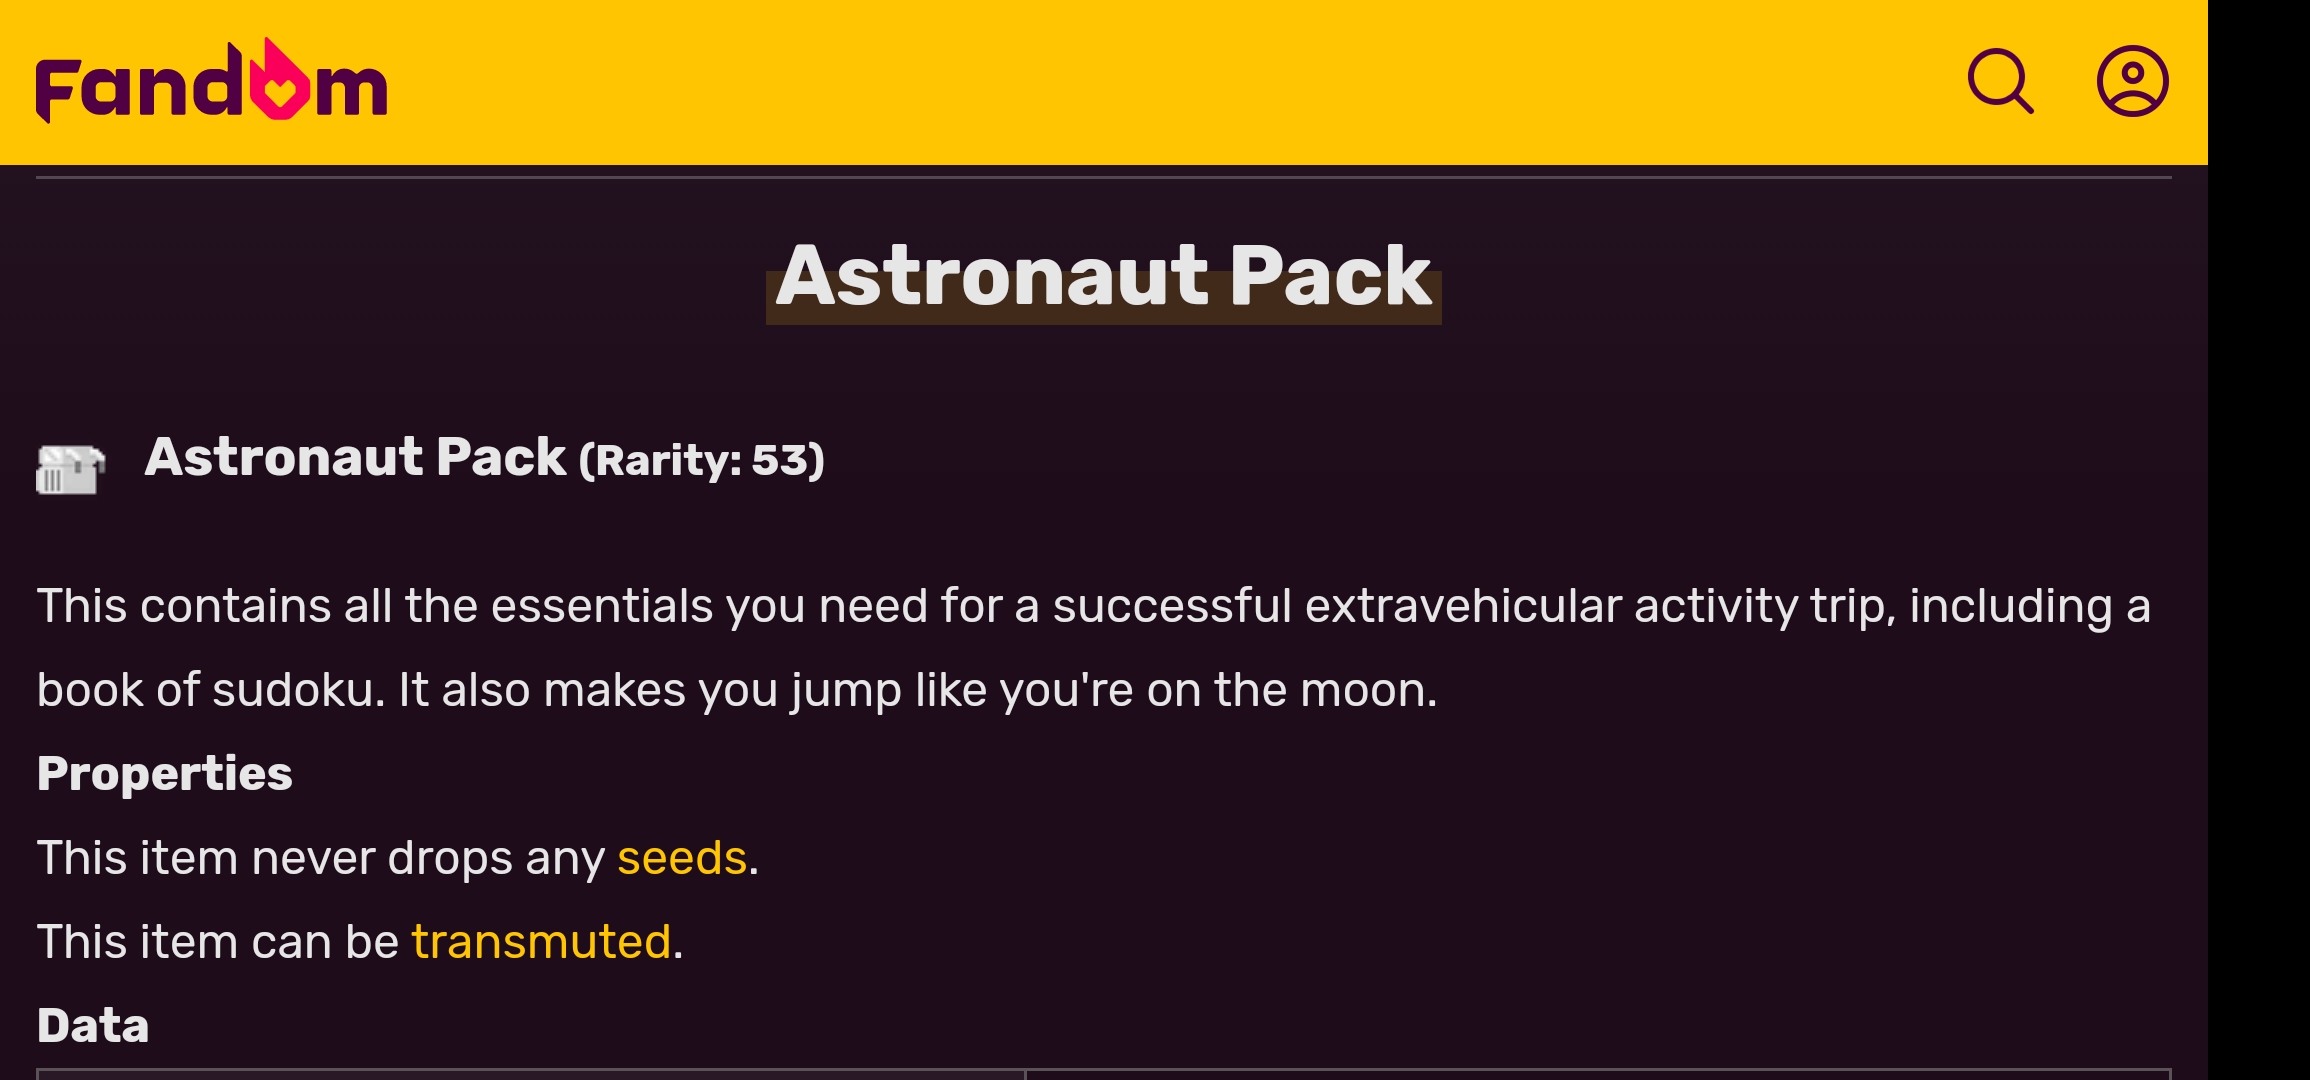 Fandom
Astronaut Pack
Astronaut Pack (Rarity: 53)
This contains all the essentials you need for a successful extravehicular activity trip, including a
book of sudoku. It also makes you jump like you're on the moon.
Properties
This item never drops any seeds.
This item can be transmuted.
Data